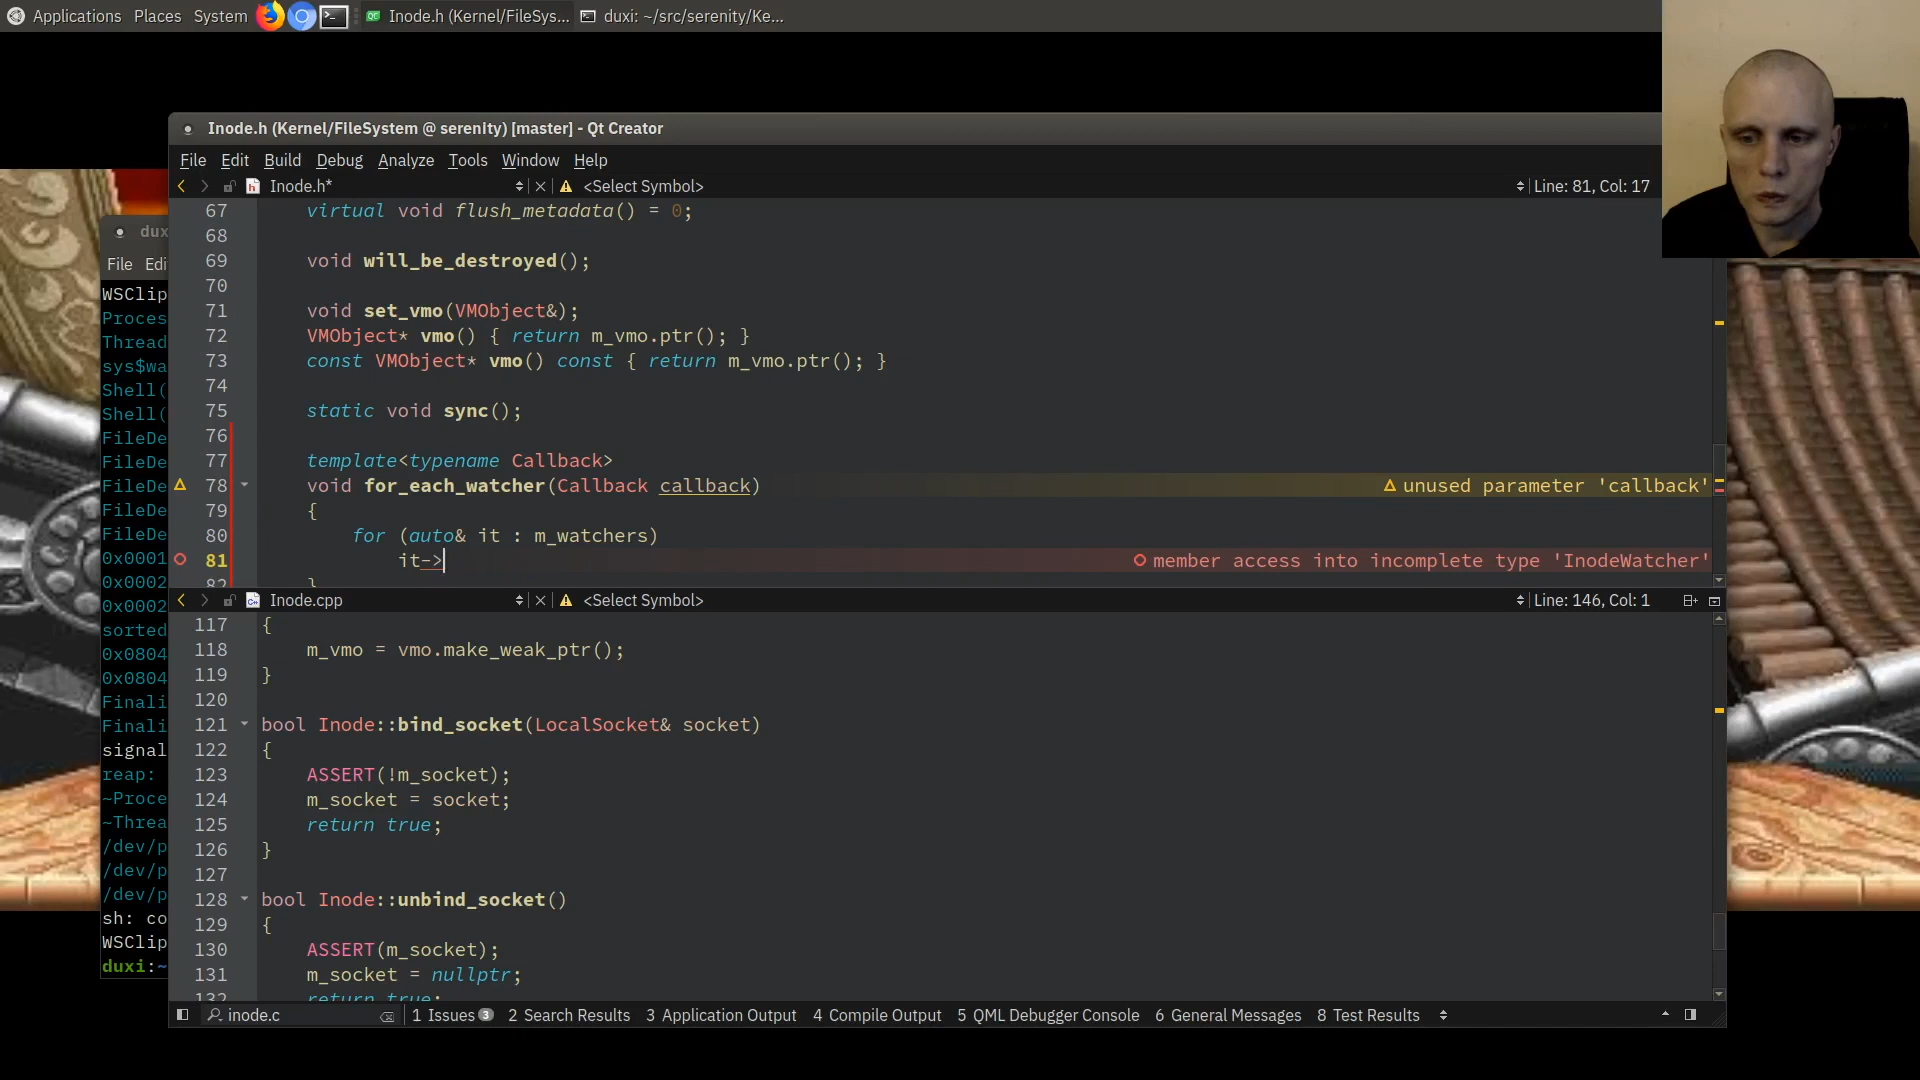 Applications Places System Inode.h (Kernel/FileSys... duxi: ~/src/serenity/Ke...
Inode.h (Kernel/FileSystem @ serenity) [master] - Qt Creator
File Edit Build Debug Analyze Tools Window Help
Inode.h* <Select Symbol> Line: 81, Col: 17
67 virtual void flush_metadata() = 0;
68
69 void will_be_destroyed();
70
71 void set_vmo(VMObject&);
72 VMObject* vmo() { return m_vmo.ptr(); }
73 const VMObject* vmo() const { return m_vmo.ptr(); }
74
75 static void sync();
76
77 template<typename Callback>
78 void for_each_watcher(Callback callback) unused parameter 'callback'
79 {
80 for (auto& it : m_watchers)
81 it-> member access into incomplete type 'InodeWatcher'
82 }
Inode.cpp <Select Symbol> Line: 146, Col: 1
117 {
118 m_vmo = vmo.make_weak_ptr();
119 }
120
121 bool Inode::bind_socket(LocalSocket& socket)
122 {
123 ASSERT(!m_socket);
124 m_socket = socket;
125 return true;
126 }
127
128 bool Inode::unbind_socket()
129 {
130 ASSERT(m_socket);
131 m_socket = nullptr;
132 return true;
inode.c 1 Issues 3 2 Search Results 3 Application Output 4 Compile Output 5 QML Debugger Console 6 General Messages 8 Test Results
dux
File Edi
WSClip
Proces
Thread
sys$wa
Shell(
Shell(
FileDe
FileDe
FileDe
FileDe
FileDe
0x0001
0x0002
0x0002
sorted
0x0804
0x0804
Finali
Finali
signal
reap:
~Proce
~Threa
/dev/p
/dev/p
/dev/p
sh: co
WSClip
duxi:~